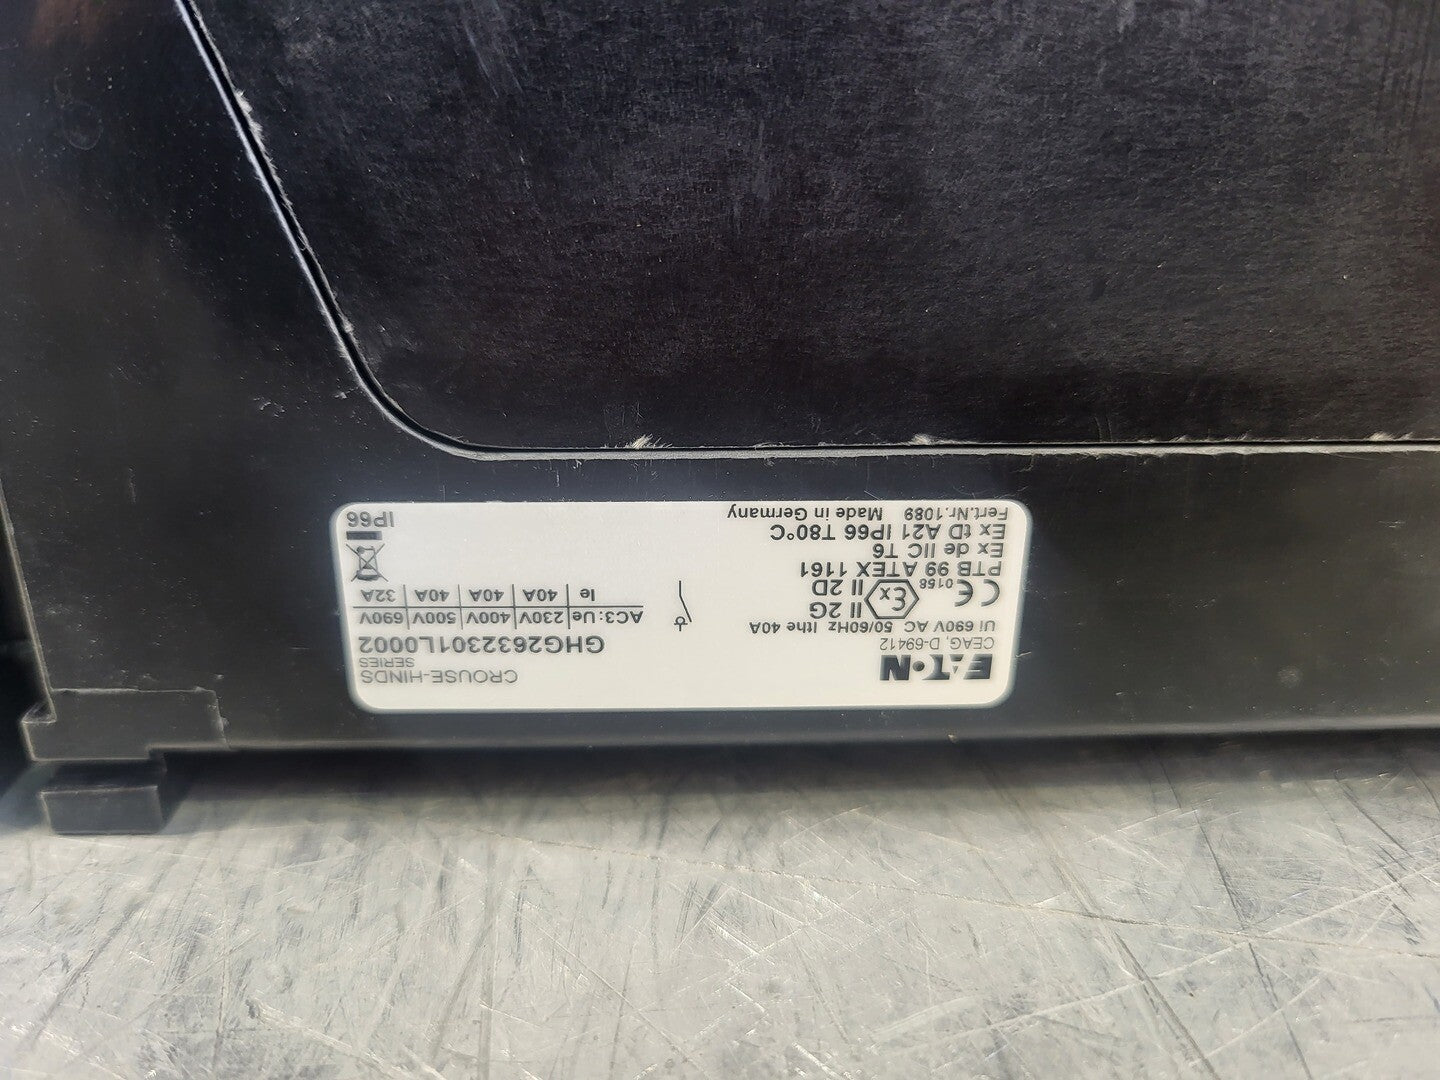 EATON
CEAG, D-69412
Ui 690V AC 50/60Hz Ithe 40A
CE 0158 Ex II 2G
II 2D
PTB 99 ATEX 1161
Ex de IIC T6
Ex tD A21 IP66 T80°C
Fert.Nr.1089 Made in Germany
CROUSE-HINDS
SERIES
GHG2632301L0002
AC3: Ue 230V 400V 500V 690V
Ie 40A 40A 40A 32A
IP66